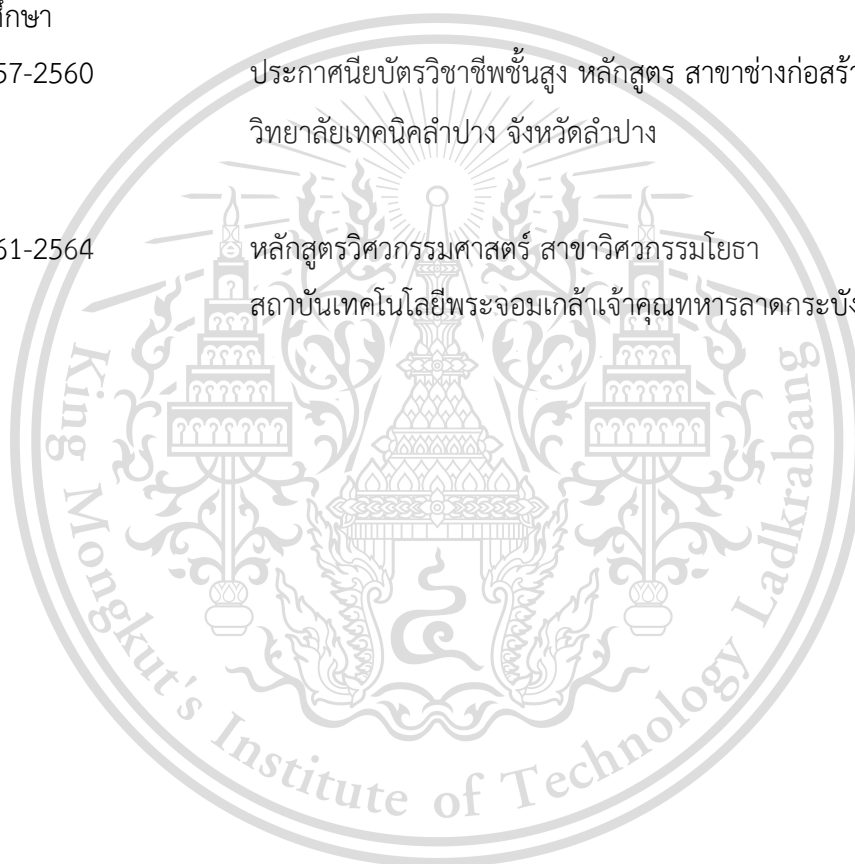 ึกษา
57-2560 ประกาศนียบัตรวิชาชีพชั้นสูง หลักสูตร สาขาช่างก่อสร้
วิทยาลัยเทคนิคลำปาง จังหวัดลำปาง
61-2564 หลักสูตรวิศวกรรมศาสตร์ สาขาวิศวกรรมโยธา
สถาบันเทคโนโลยีพระจอมเกล้าเจ้าคุณทหารลาดกระบัง
King Mongkut's Institute of Technology Ladkrabang